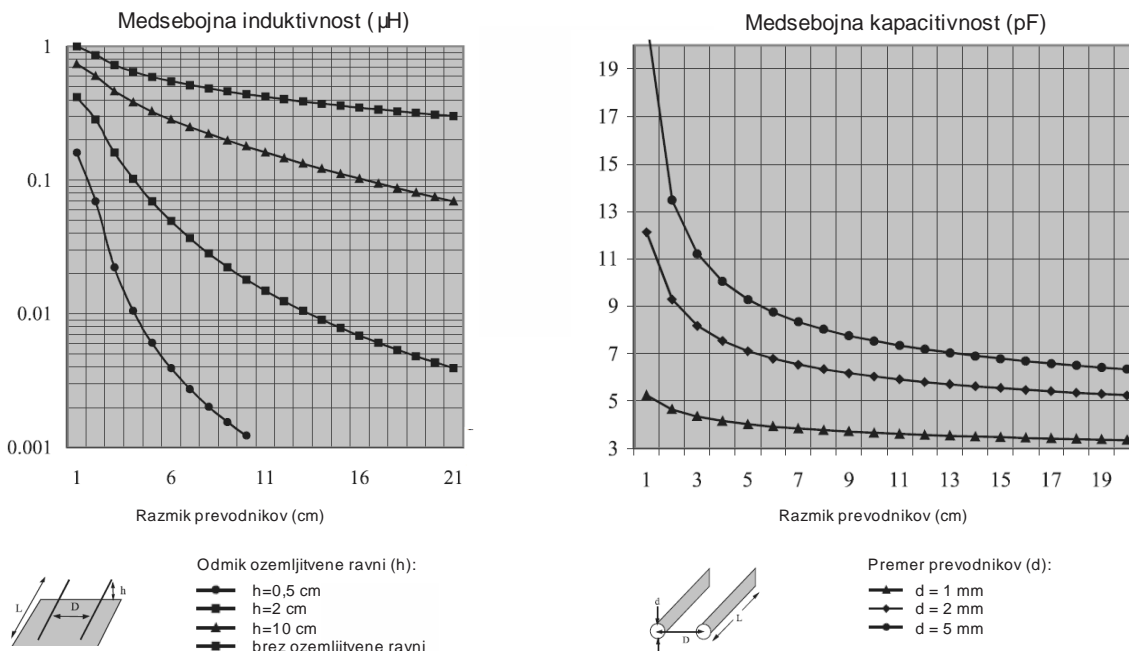 Medsebojna induktivnost (µH)
1
0.1
0.01
0.001
1 6 11 16 21
Razmik prevodnikov (cm)
L
D
h
Odmik ozemljitvene ravni (h):
h=0,5 cm
h=2 cm
h=10 cm
brez ozemljitvene ravni
Medsebojna kapacitivnost (pF)
19
17
15
13
11
9
7
5
3
1 3 5 7 9 11 13 15 17 19
Razmik prevodnikov (cm)
d
D
L
Premer prevodnikov (d):
d = 1 mm
d = 2 mm
d = 5 mm